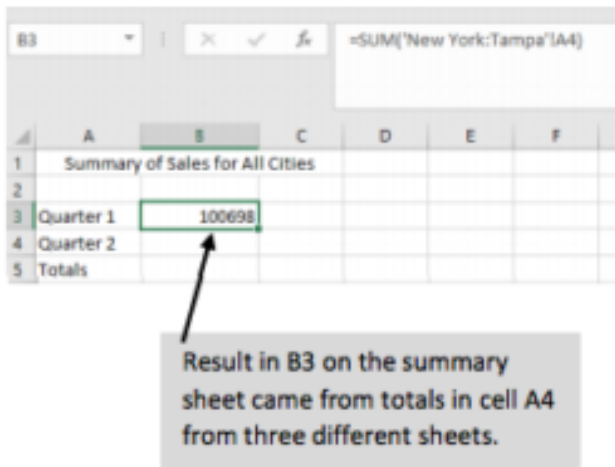 B3 fx =SUM('New York:Tampa'!A4)
A B C D E F
1 Summary of Sales for All Cities
2
3 Quarter 1 100698
4 Quarter 2
5 Totals
Result in B3 on the summary
sheet came from totals in cell A4
from three different sheets.